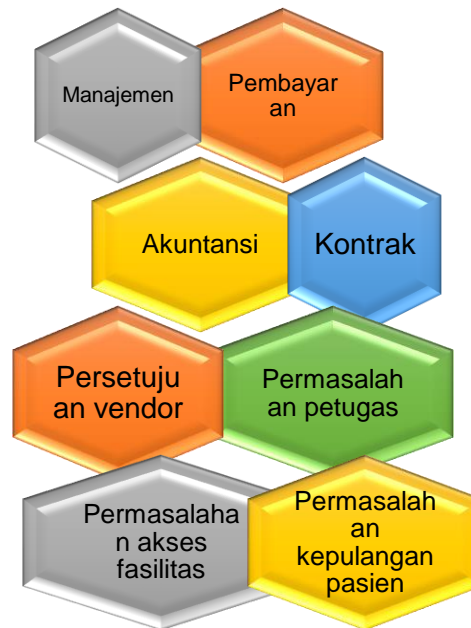 Manajemen
Pembayar
an
Akuntansi
Kontrak
Persetuju
an vendor
Permasalah
an petugas
Permasalaha
n akses
fasilitas
Permasalah
an
kepulangan
pasien